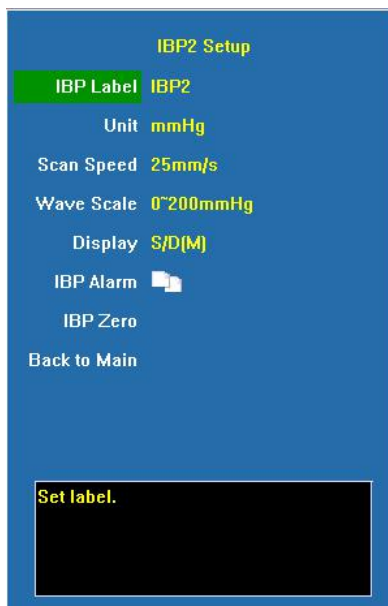 IBP2 Setup
IBP Label IBP2
Unit mmHg
Scan Speed 25mm/s
Wave Scale 0~200mmHg
Display S/D(M)
IBP Alarm
IBP Zero
Back to Main
Set label.